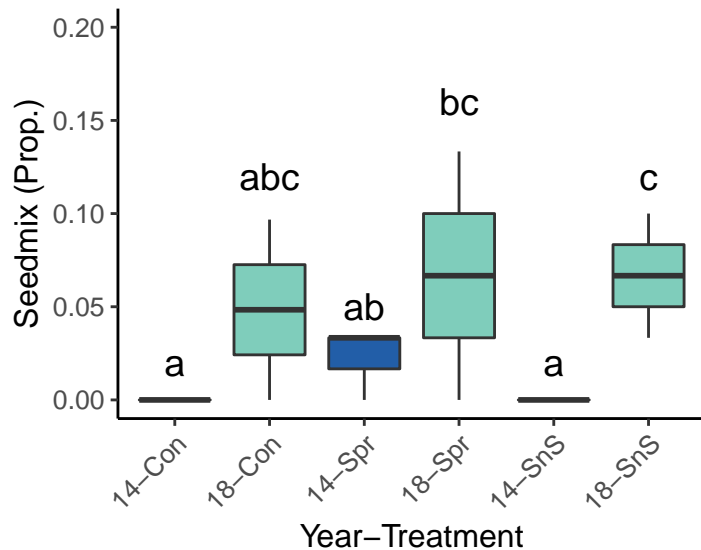 0.20
0.15
0.10
0.05
0.00
Seedmix (Prop.)
a
abc
ab
bc
a
c
14−Con
18−Con
14−Spr
18−Spr
14−SnS
18−SnS
Year−Treatment